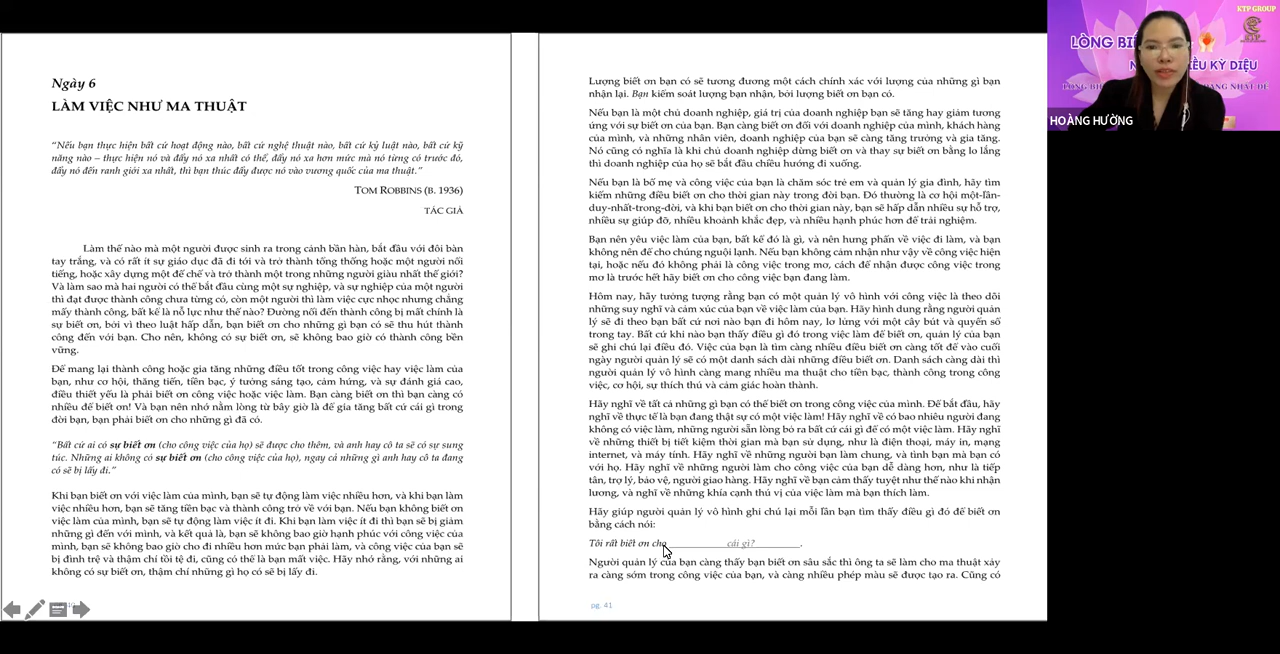 Ngày 6
LÀM VIỆC NHƯ MA THUẬT
“Nếu bạn thực hiện bất cứ hoạt động nào, bất cứ nghệ thuật nào, bất cứ kỷ luật nào, bất cứ kỹ
năng nào – thực hiện nó và đẩy nó xa nhất có thể, đẩy nó xa hơn mức mà nó từng có trước đó,
đẩy nó đến ranh giới xa nhất, thì bạn thúc đẩy được nó vào vương quốc của ma thuật.”
TOM ROBBINS (B. 1936)
TÁC GIẢ
Làm thế nào mà một người được sinh ra trong cảnh bần hàn, bắt đầu với đôi bàn
tay trắng, và có rất ít sự giáo dục đã đi tới và trở thành tổng thống hoặc một người nổi
tiếng, hoặc xây dựng một đế chế và trở thành một trong những người giàu nhất thế giới?
Và làm sao mà hai người có thể bắt đầu cùng một sự nghiệp, và sự nghiệp của một người
thì đạt được thành công chưa từng có, còn một người thì làm việc cực nhọc nhưng chẳng
mấy thành công, bất kể là nỗ lực như thế nào? Đường nối đến thành công bị mất chính là
sự biết ơn, bởi vì theo luật hấp dẫn, bạn biết ơn cho những gì bạn có sẽ thu hút thành
công đến với bạn. Cho nên, không có sự biết ơn, sẽ không bao giờ có thành công bền
vững.
Để mang lại thành công hoặc gia tăng những điều tốt trong công việc hay việc làm của
bạn, như cơ hội, thăng tiến, tiền bạc, ý tưởng sáng tạo, cảm hứng, và sự đánh giá cao,
điều thiết yếu là phải biết ơn công việc hoặc việc làm. Bạn càng biết ơn thì bạn càng có
nhiều để biết ơn! Và bạn nên nhớ nằm lòng từ bây giờ là để gia tăng bất cứ cái gì trong
đời bạn, bạn phải biết ơn cho những gì đã có.
“Bất cứ ai có sự biết ơn (cho công việc của họ) sẽ được cho thêm, và anh hay cô ta sẽ có sự sung
túc. Những ai không có sự biết ơn (cho công việc của họ), ngay cả những gì anh hay cô ta đang
có sẽ bị lấy đi.”
Khi bạn biết ơn với việc làm của mình, bạn sẽ tự động làm việc nhiều hơn, và khi bạn làm
việc nhiều hơn, bạn sẽ tăng tiền bạc và thành công trở về với bạn. Nếu bạn không biết ơn
việc làm của mình, bạn sẽ tự động làm việc ít đi. Khi bạn làm việc ít đi thì bạn sẽ bị giảm
những gì đến với mình, và kết quả là, bạn sẽ không bao giờ hạnh phúc với công việc của
mình, bạn sẽ không bao giờ cho đi nhiều hơn mức bạn phải làm, và công việc của bạn sẽ
bị đình trệ và thậm chí tồi tệ đi, cũng có thể là bạn mất việc. Hãy nhớ rằng, với những ai
không có sự biết ơn, thậm chí những gì họ có sẽ bị lấy đi.
Lượng biết ơn bạn có sẽ tương đương một cách chính xác với lượng của những gì bạn
nhận lại. Bạn kiểm soát lượng bạn nhận, bởi lượng biết ơn bạn có.
Nếu bạn là một chủ doanh nghiệp, giá trị của doanh nghiệp bạn sẽ tăng hay giảm tương
ứng với sự biết ơn của bạn. Bạn càng biết ơn đối với doanh nghiệp của mình, khách hàng
của mình, và những nhân viên, doanh nghiệp của bạn sẽ càng tăng trưởng và gia tăng.
Nó cũng có nghĩa là khi chủ doanh nghiệp dừng biết ơn và thay sự biết ơn bằng lo lắng
thì doanh nghiệp của họ sẽ bắt đầu chiều hướng đi xuống.
Nếu bạn là bố mẹ và công việc của bạn là chăm sóc trẻ em và quản lý gia đình, hãy tìm
kiếm những điều biết ơn cho thời gian này trong đời bạn. Đó thường là cơ hội một-lần-
duy-nhất-trong-đời, và khi bạn biết ơn cho thời gian này, bạn sẽ hấp dẫn nhiều sự hỗ trợ,
nhiều sự giúp đỡ, nhiều khoảnh khắc đẹp, và nhiều hạnh phúc hơn để trải nghiệm.
Bạn nên yêu việc làm của bạn, bất kể đó là gì, và nên hưng phấn về việc đi làm, và bạn
không nên để cho chúng nguội lạnh. Nếu bạn không cảm nhận như vậy về công việc hiện
tại, hoặc nếu đó không phải là công việc trong mơ, cách để nhận được công việc trong
mơ là trước hết hãy biết ơn cho công việc bạn đang làm.
Hôm nay, hãy tưởng tượng rằng bạn có một quản lý vô hình với công việc là theo dõi
những suy nghĩ và cảm xúc của bạn về việc làm của bạn. Hãy hình dung rằng người quản
lý sẽ đi theo bạn bất cứ nơi nào bạn đi hôm nay, lơ lửng với một cây bút và quyển sổ
trong tay. Bất cứ khi nào bạn thấy điều gì đó trong việc làm để biết ơn, quản lý của bạn
sẽ ghi chú lại điều đó. Việc của bạn là tìm càng nhiều điều biết ơn càng tốt để vào cuối
ngày người quản lý sẽ có một danh sách dài những điều biết ơn. Danh sách càng dài thì
người quản lý vô hình càng mang nhiều ma thuật cho tiền bạc, thành công trong công
việc, cơ hội, sự thích thú và cảm giác hoàn thành.
Hãy nghĩ về tất cả những gì bạn có thể biết ơn trong công việc của mình. Để bắt đầu, hãy
nghĩ về thực tế là bạn đang thật sự có một việc làm! Hãy nghĩ về có bao nhiêu người đang
không có việc làm, những người sẵn lòng bỏ ra bất cứ cái gì để có một việc làm. Hãy nghĩ
về những thiết bị tiết kiệm thời gian mà bạn sử dụng, như là điện thoại, máy in, mạng
internet, và máy tính. Hãy nghĩ về những người bạn làm chung, và tình bạn mà bạn có
với họ. Hãy nghĩ về những người làm cho công việc của bạn dễ dàng hơn, như là tiếp
tân, trợ lý, bảo vệ, người giao hàng. Hãy nghĩ về bạn cảm thấy tuyệt như thế nào khi nhận
lương, và nghĩ về những khía cạnh thú vị của việc làm mà bạn thích làm.
Hãy giúp người quản lý vô hình ghi chú lại mỗi lần bạn tìm thấy điều gì đó để biết ơn
bằng cách nói:
Tôi rất biết ơn cho cái gì? .
Người quản lý của bạn càng thấy bạn biết ơn sâu sắc thì ông ta sẽ làm cho ma thuật xảy
ra càng sớm trong công việc của bạn, và càng nhiều phép màu sẽ được tạo ra. Cũng có
pg. 41
KTP GROUP
LÒNG
KỲ DIỆU
LÒNG BIẾT
HOÀNG HƯỜNG